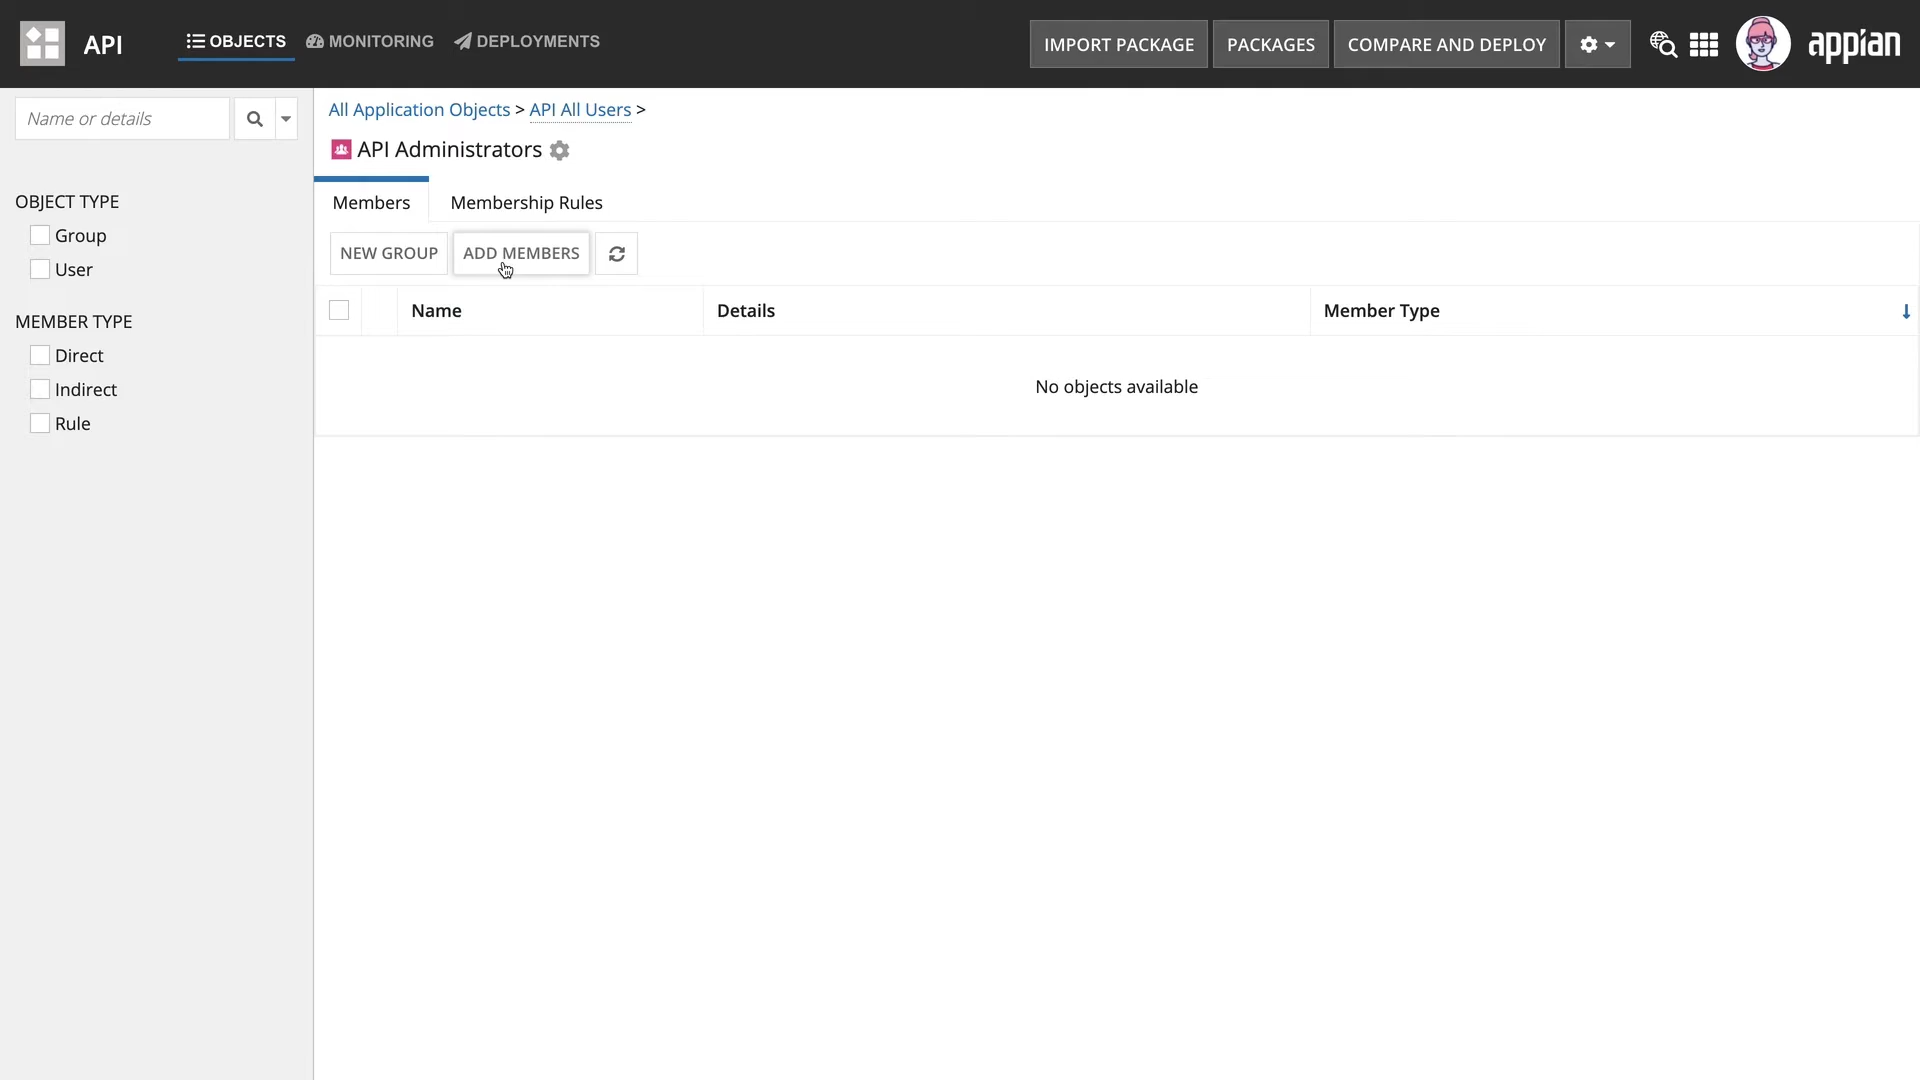 API
OBJECTS
MONITORING
DEPLOYMENTS
IMPORT PACKAGE
PACKAGES
COMPARE AND DEPLOY
appian
Name or details
OBJECT TYPE
Group
User
MEMBER TYPE
Direct
Indirect
Rule
All Application Objects > API All Users >
API Administrators
Members
Membership Rules
NEW GROUP
ADD MEMBERS
Name
Details
Member Type
No objects available